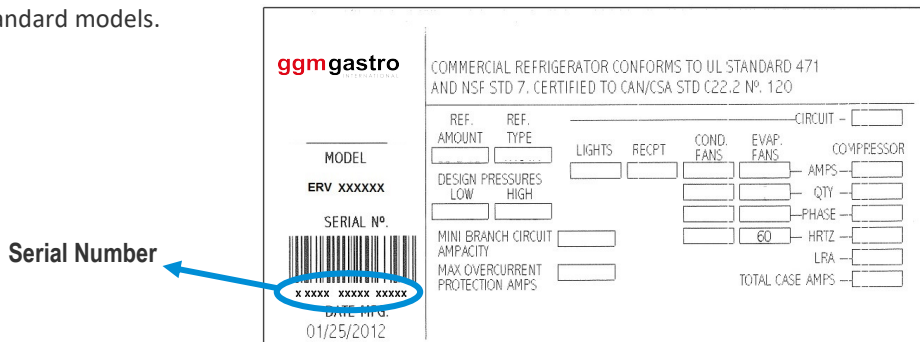 andard models.
ggmgastro
INTERNATIONAL
COMMERCIAL REFRIGERATOR CONFORMS TO UL STANDARD 471
AND NSF STD 7. CERTIFIED TO CAN/CSA STD C22.2 Nº. 120
MODEL
ERV XXXXXX
SERIAL Nº.
Serial Number
X XXXX XXXXX XXXXX
DATE MFG.
01/25/2012
CIRCUIT
REF. AMOUNT
REF. TYPE
LIGHTS
RECPT
COND. FANS
EVAP. FANS
COMPRESSOR
AMPS
DESIGN PRESSURES
LOW HIGH
QTY
PHASE
MINI BRANCH CIRCUIT
AMPACITY
60
HRTZ
LRA
MAX OVERCURRENT
PROTECTION AMPS
TOTAL CASE AMPS